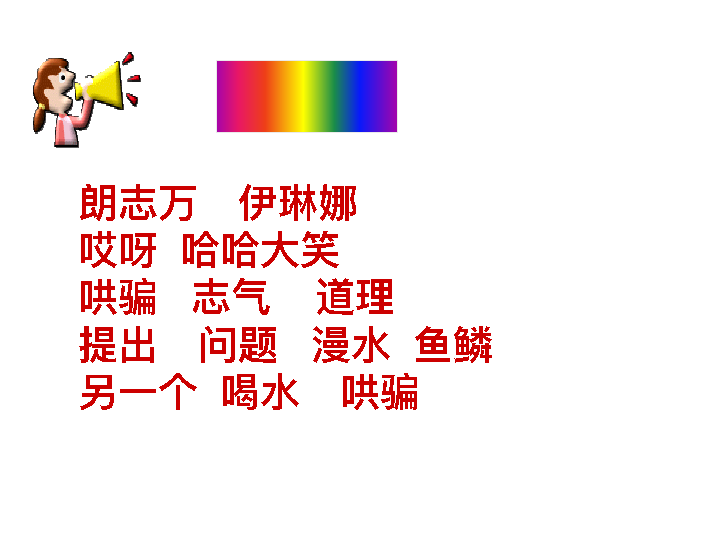 朗志万 伊琳娜
哎呀 哈哈大笑
哄骗 志气 道理
提出 问题 漫水 鱼鳞
另一个 喝水 哄骗